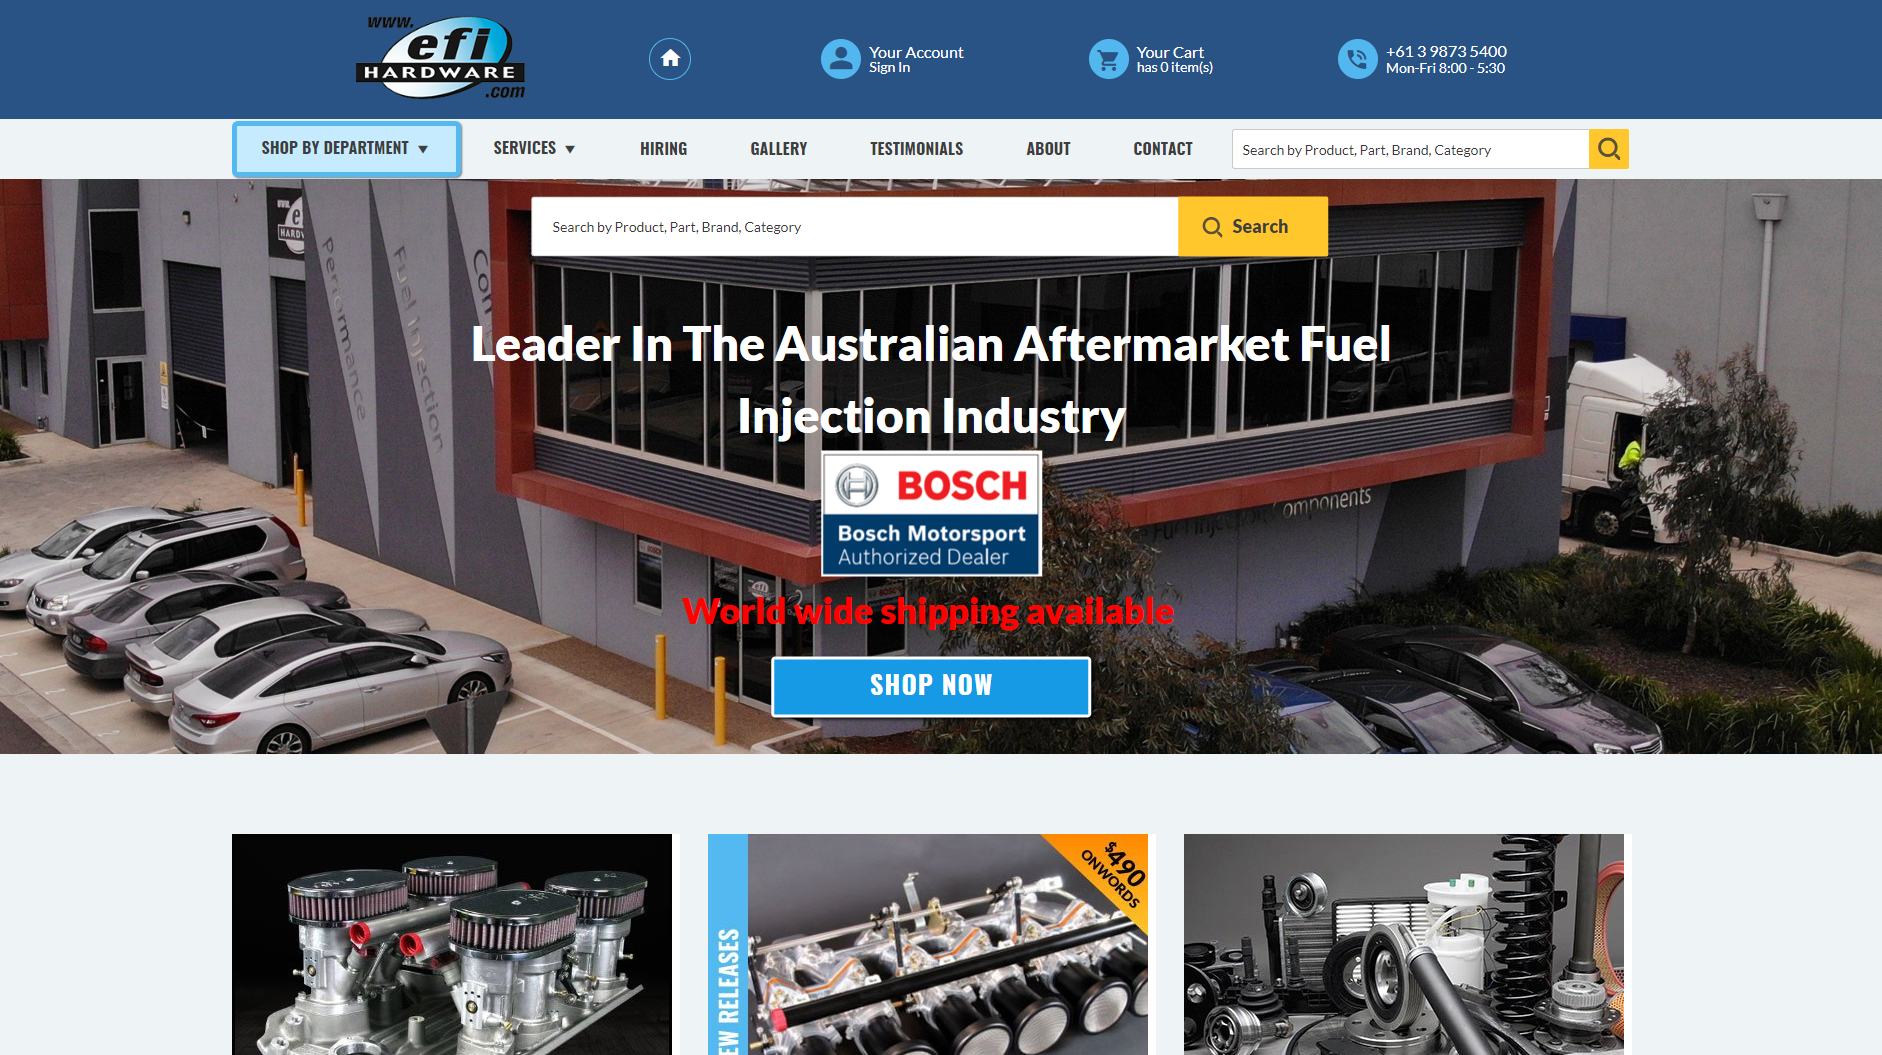 www.
efi
HARDWARE
.com
Your Account
Sign In
Your Cart
has 0 item(s)
+61 3 9873 5400
Mon-Fri 8:00 - 5:30
SHOP BY DEPARTMENT
SERVICES
HIRING
GALLERY
TESTIMONIALS
ABOUT
CONTACT
Search by Product, Part, Brand, Category
Search by Product, Part, Brand, Category
Search
Performance
Fuel Injection
Leader In The Australian Aftermarket Fuel
Injection Industry
BOSCH
Bosch Motorsport
Authorized Dealer
Fuel Injection Components
World wide shipping available
SHOP NOW
$490
ONWORDS
RELEASES